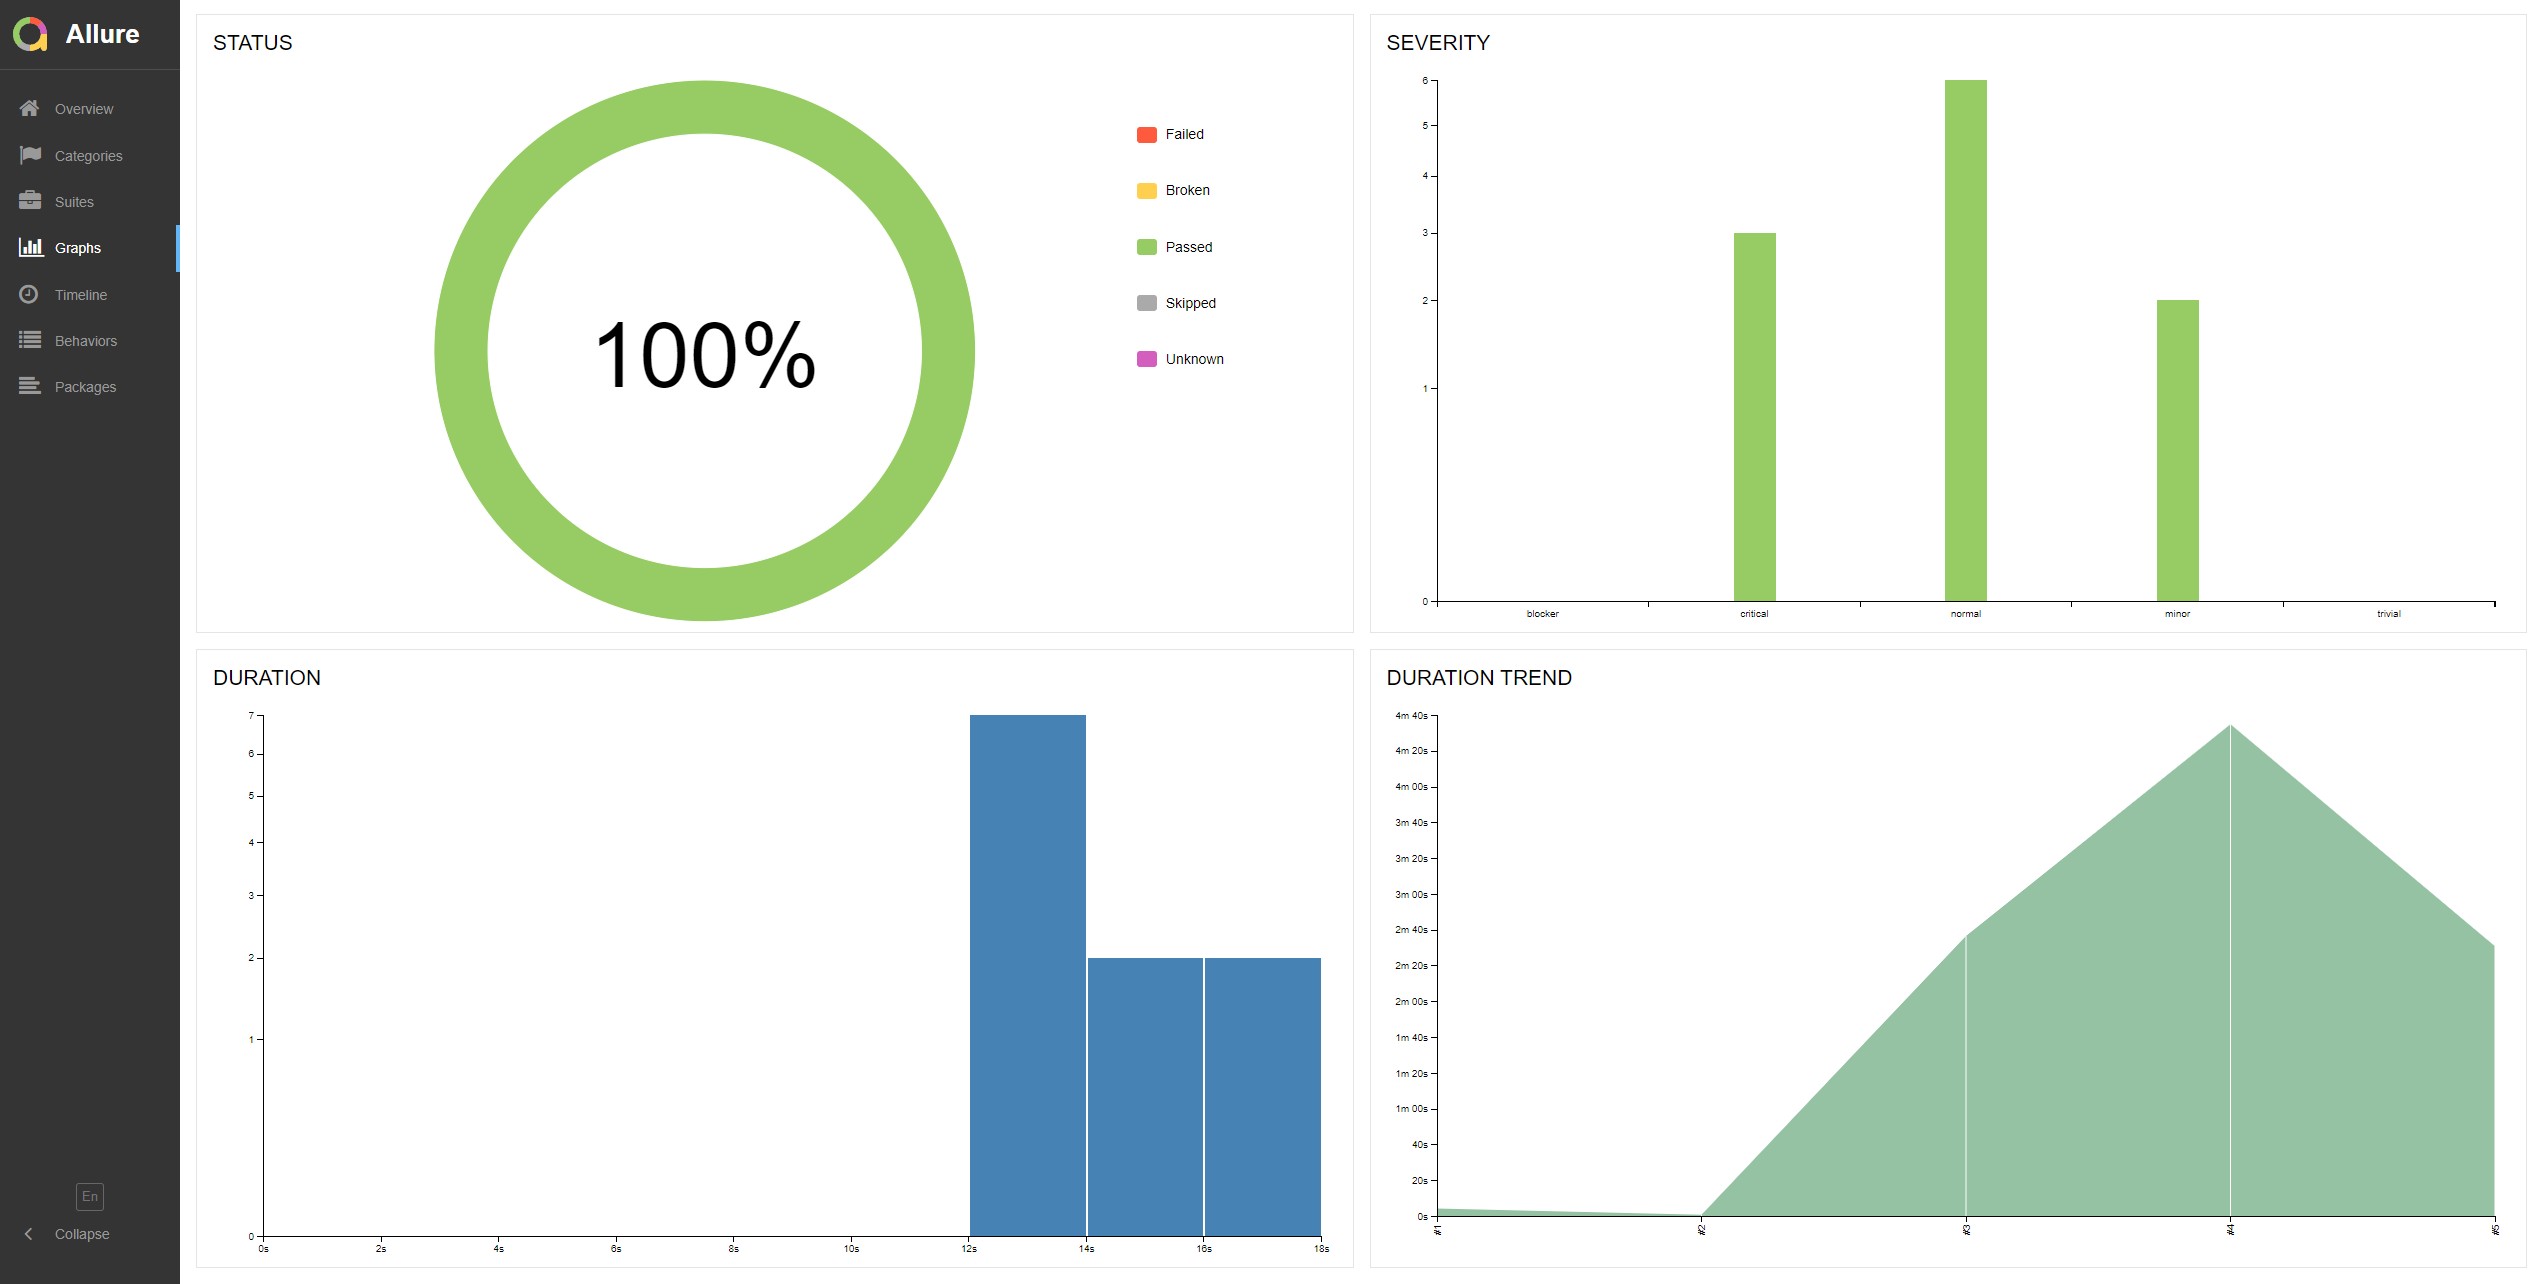 Allure
Overview
Categories
Suites
Graphs
Timeline
Behaviors
Packages
En
Collapse
STATUS
100%
Failed
Broken
Passed
Skipped
Unknown
SEVERITY
6
5
4
3
2
1
0
blocker critical normal minor trivial
DURATION
7
6
5
4
3
2
1
0
0s 2s 4s 6s 8s 10s 12s 14s 16s 18s
DURATION TREND
4m 40s
4m 20s
4m 00s
3m 40s
3m 20s
3m 00s
2m 40s
2m 20s
2m 00s
1m 40s
1m 20s
1m 00s
40s
20s
0s
#1 #2 #3 #4 #5